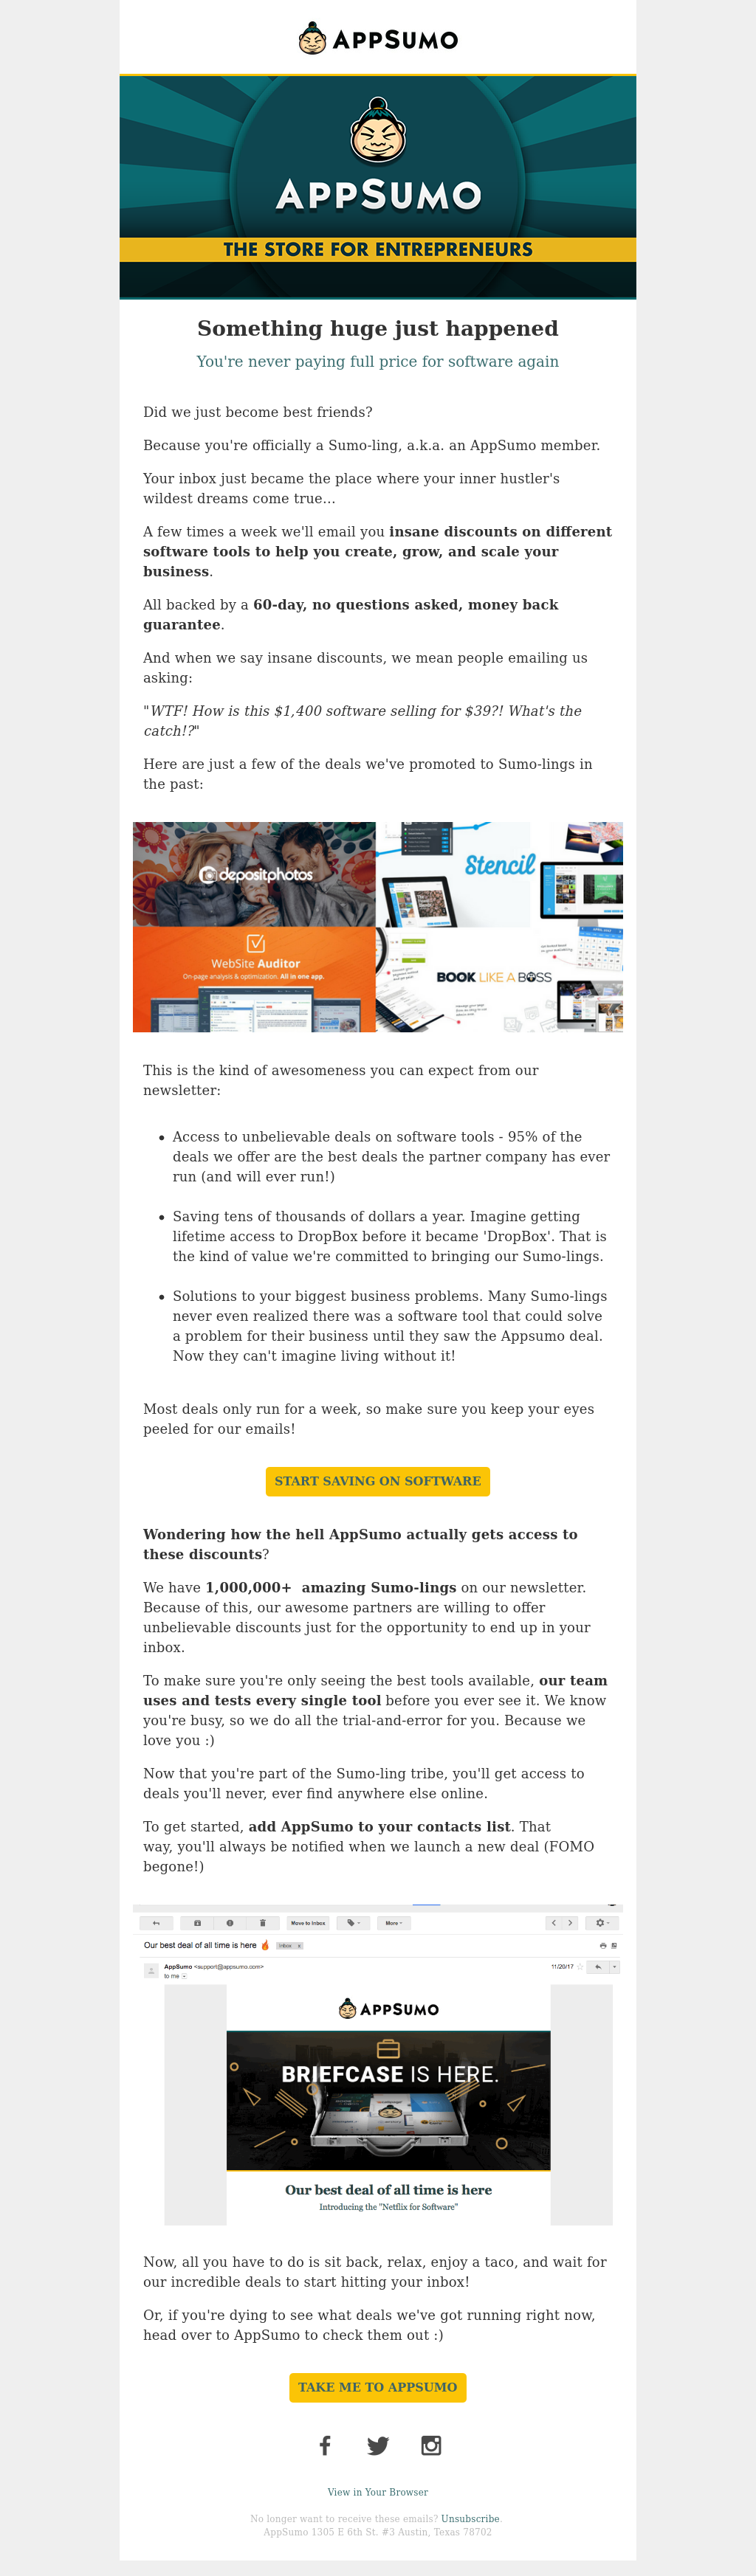 APPSUMO
APPSUMO
THE STORE FOR ENTREPRENEURS
Something huge just happened
You're never paying full price for software again
Did we just become best friends?
Because you're officially a Sumo-ling, a.k.a. an AppSumo member.
Your inbox just became the place where your inner hustler's
wildest dreams come true...
A few times a week we'll email you insane discounts on different
software tools to help you create, grow, and scale your
business.
All backed by a 60-day, no questions asked, money back
guarantee.
And when we say insane discounts, we mean people emailing us
asking:
"WTF! How is this $1,400 software selling for $39?! What's the
catch!?"
Here are just a few of the deals we've promoted to Sumo-lings in
the past:
depositphotos
Stencil
WebSite Auditor
On-page analysis & optimization. All in one app.
BOOK LIKE A BOSS
This is the kind of awesomeness you can expect from our
newsletter:
• Access to unbelievable deals on software tools - 95% of the
deals we offer are the best deals the partner company has ever
run (and will ever run!)
• Saving tens of thousands of dollars a year. Imagine getting
lifetime access to DropBox before it became 'DropBox'. That is
the kind of value we're committed to bringing our Sumo-lings.
• Solutions to your biggest business problems. Many Sumo-lings
never even realized there was a software tool that could solve
a problem for their business until they saw the Appsumo deal.
Now they can't imagine living without it!
Most deals only run for a week, so make sure you keep your eyes
peeled for our emails!
START SAVING ON SOFTWARE
Wondering how the hell AppSumo actually gets access to
these discounts?
We have 1,000,000+  amazing Sumo-lings on our newsletter.
Because of this, our awesome partners are willing to offer
unbelievable discounts just for the opportunity to end up in your
inbox.
To make sure you're only seeing the best tools available, our team
uses and tests every single tool before you ever see it. We know
you're busy, so we do all the trial-and-error for you. Because we
love you :)
Now that you're part of the Sumo-ling tribe, you'll get access to
deals you'll never, ever find anywhere else online.
To get started, add AppSumo to your contacts list. That
way, you'll always be notified when we launch a new deal (FOMO
begone!)
Move to Inbox
More
Our best deal of all time is here
Inbox x
AppSumo <support@appsumo.com>
11/20/17
to me
APPSUMO
BRIEFCASE IS HERE.
Our best deal of all time is here
Introducing the "Netflix for Software"
Now, all you have to do is sit back, relax, enjoy a taco, and wait for
our incredible deals to start hitting your inbox!
Or, if you're dying to see what deals we've got running right now,
head over to AppSumo to check them out :)
TAKE ME TO APPSUMO
View in Your Browser
No longer want to receive these emails? Unsubscribe.
AppSumo 1305 E 6th St. #3 Austin, Texas 78702